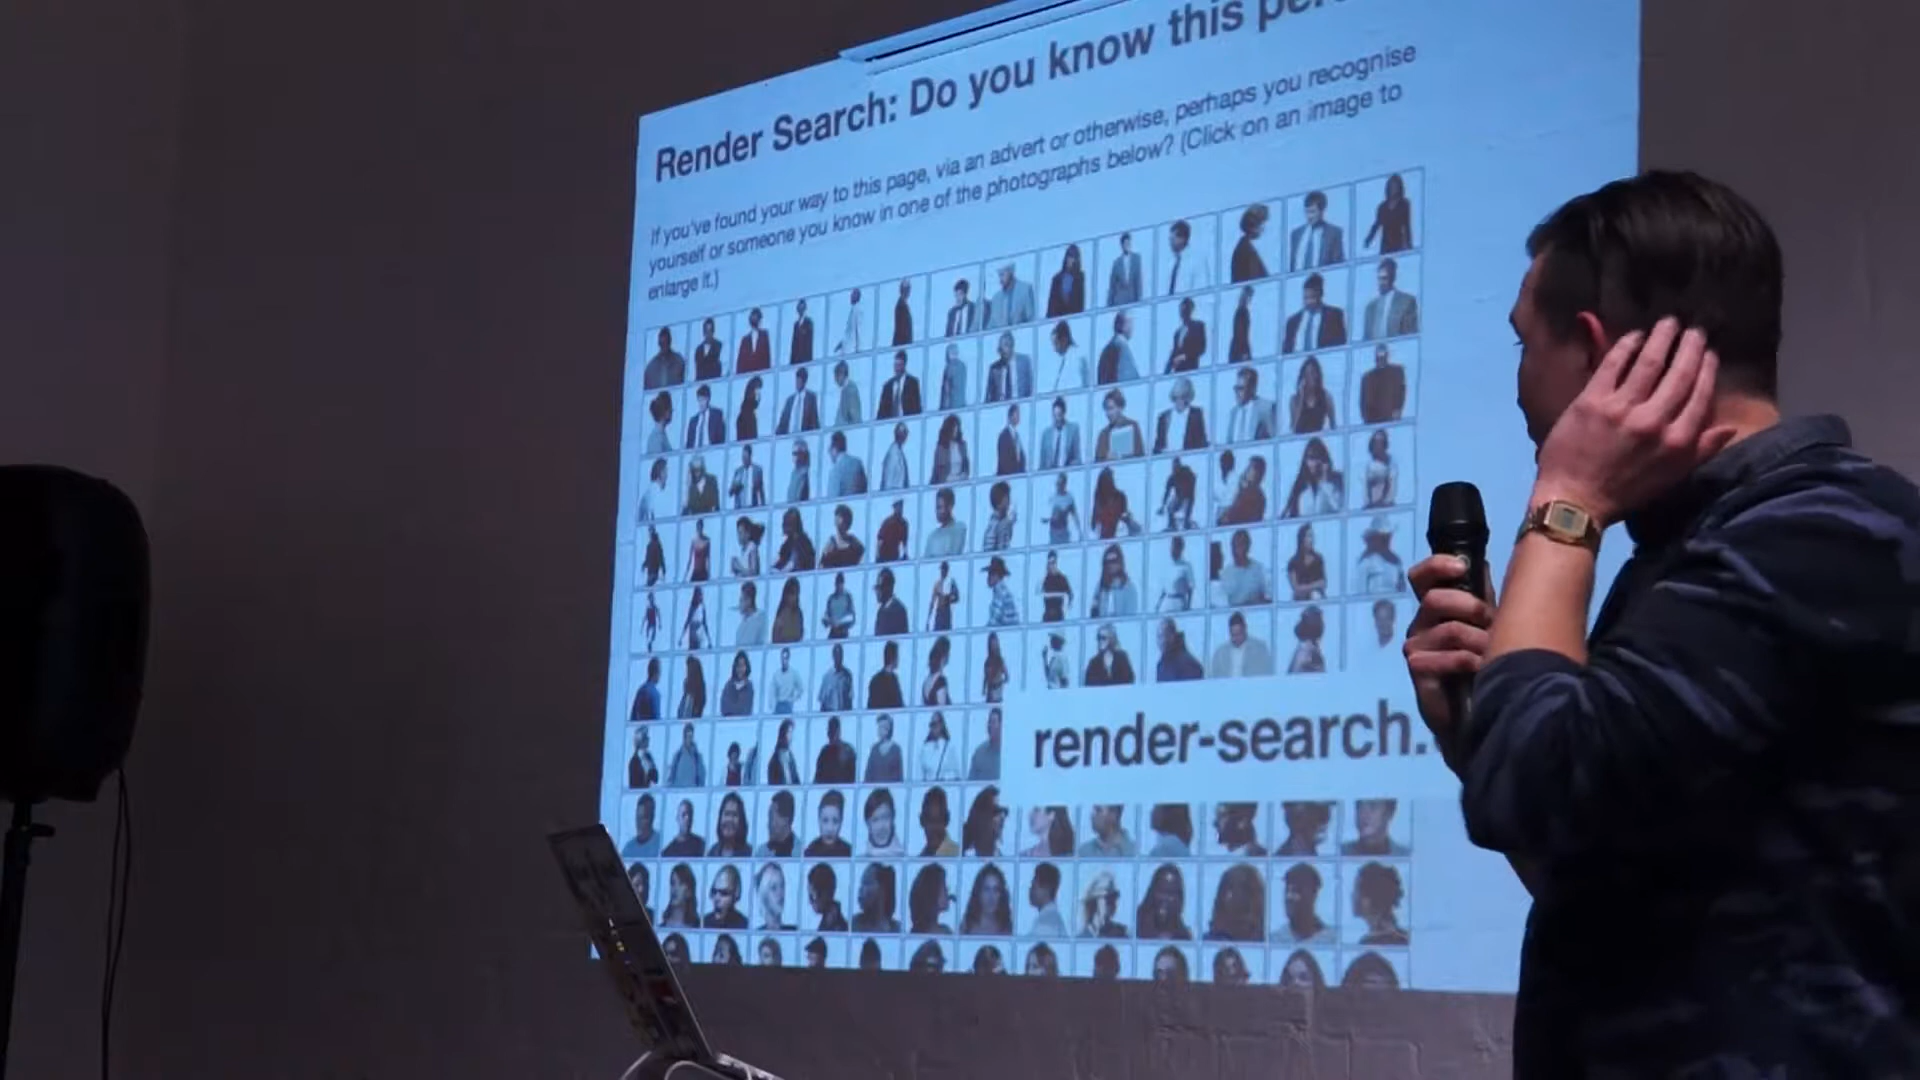 Render Search: Do you know this
If you've found your way to this page, via an advert or otherwise, perhaps you recognise
yourself or someone you know in one of the photographs below? (Click on an image to
enlarge it.)
render-search.